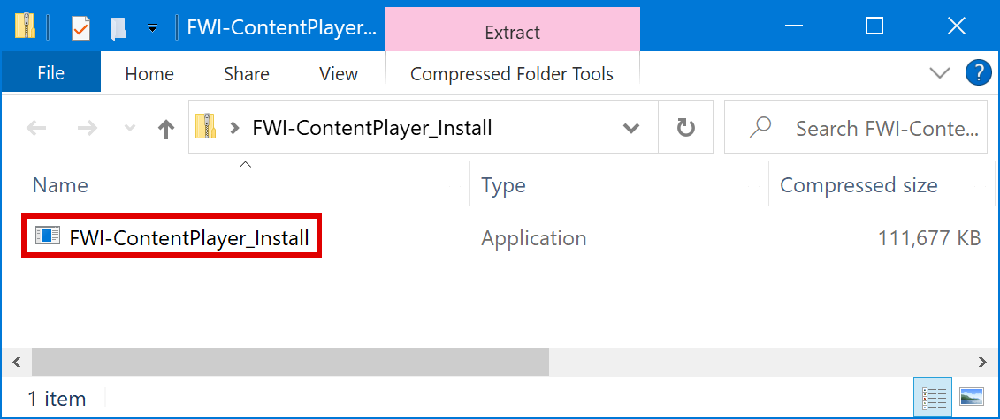 FWI-ContentPlayer... Extract
File Home Share View Compressed Folder Tools ?
FWI-ContentPlayer_Install Search FWI-Conte...
Name Type Compressed size
FWI-ContentPlayer_Install Application 111,677 KB
1 item